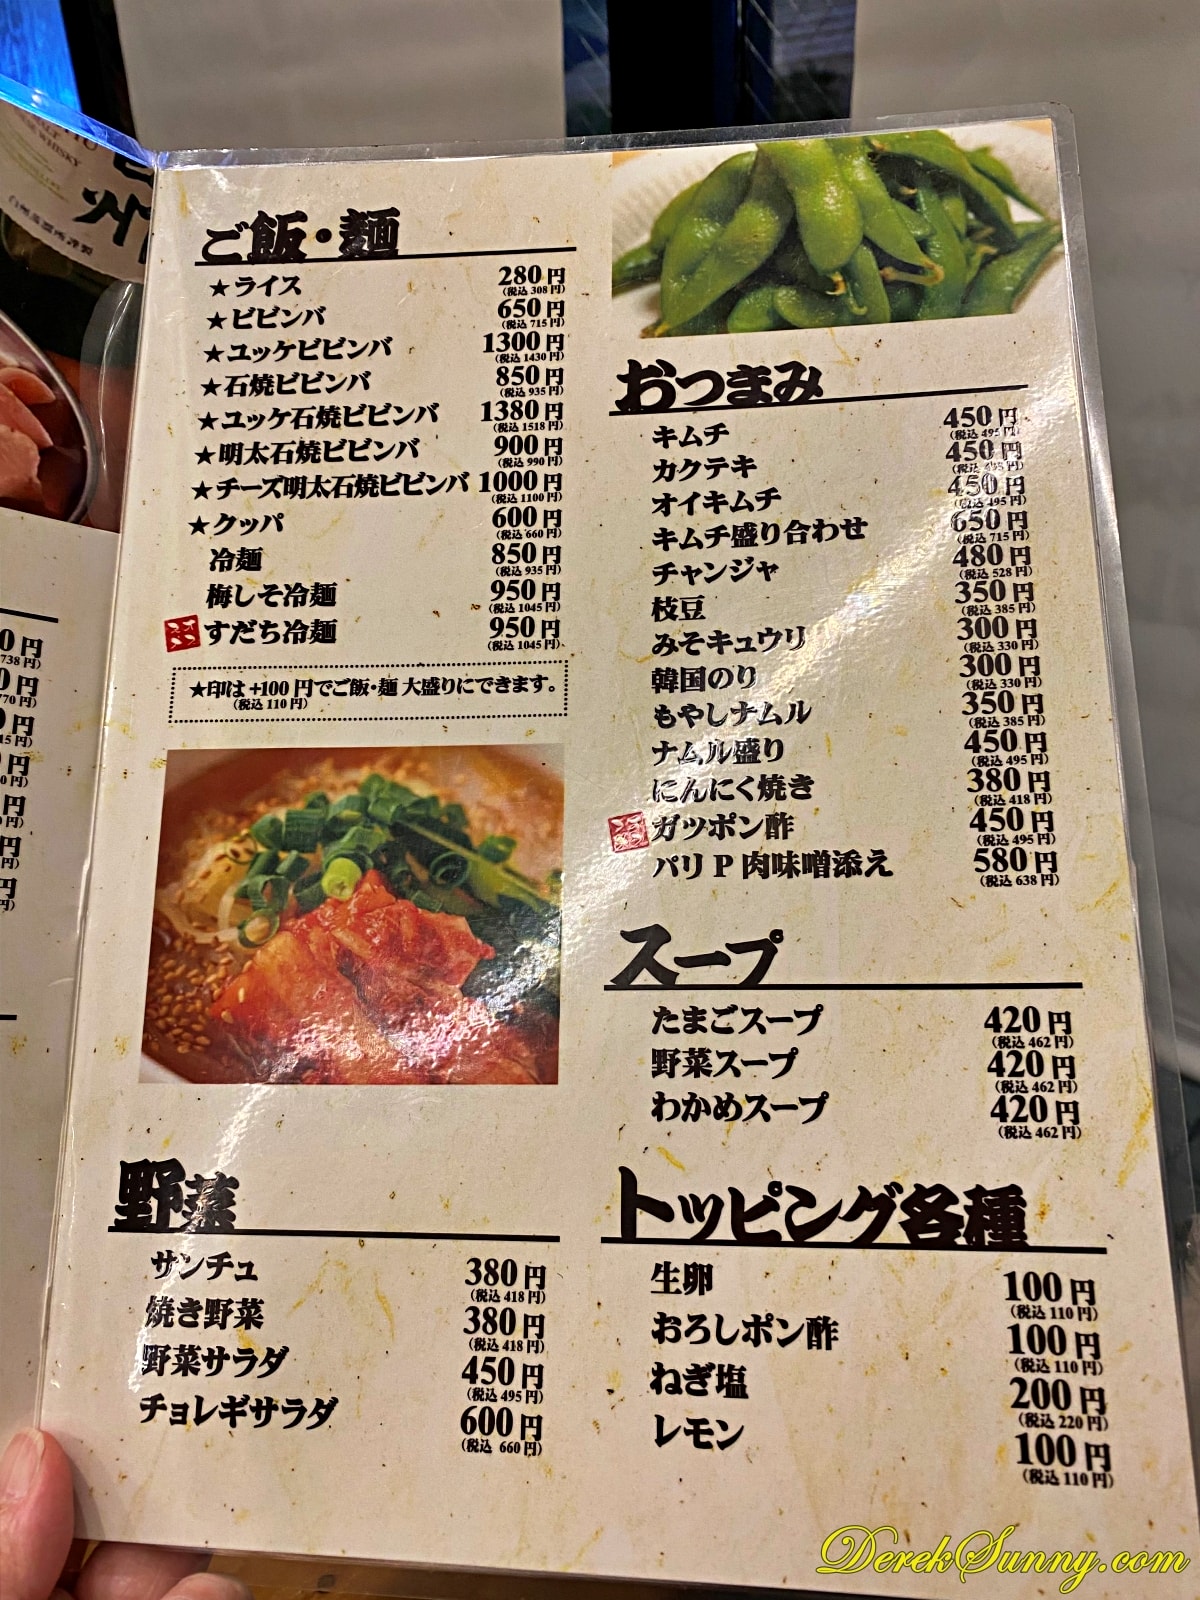 ご飯・麺
★ライス 280円
(税込 308円)
★ビビンバ 650円
(税込 715円)
★ユッケビビンバ 1300円
(税込 1430円)
★石焼ビビンバ 850円
(税込 935円)
★ユッケ石焼ビビンバ 1380円
(税込 1518円)
★明太石焼ビビンバ 900円
(税込 990円)
★チーズ明太石焼ビビンバ 1000円
(税込 1100円)
★クッパ 600円
(税込 660円)
冷麺 850円
(税込 935円)
梅しそ冷麺 950円
(税込 1045円)
すだち冷麺 950円
(税込 1045円)
★印は +100円でご飯・麺 大盛りにできます。
(税込 110円)
野菜
サンチュ 380円
(税込 418円)
焼き野菜 380円
(税込 418円)
野菜サラダ 450円
(税込 495円)
チョレギサラダ 600円
(税込 660円)
おつまみ
キムチ 450円
(税込 495円)
カクテキ 450円
(税込 495円)
オイキムチ 450円
(税込 495円)
キムチ盛り合わせ 650円
(税込 715円)
チャンジャ 480円
(税込 528円)
枝豆 350円
(税込 385円)
みそキュウリ 300円
(税込 330円)
韓国のり 300円
(税込 330円)
もやしナムル 350円
(税込 385円)
ナムル盛り 450円
(税込 495円)
にんにく焼き 380円
(税込 418円)
ガツポン酢 450円
(税込 495円)
パリP肉味噌添え 580円
(税込 638円)
スープ
たまごスープ 420円
(税込 462円)
野菜スープ 420円
(税込 462円)
わかめスープ 420円
(税込 462円)
トッピング各種
生卵 100円
(税込 110円)
おろしポン酢 100円
(税込 110円)
ねぎ塩 200円
(税込 220円)
レモン 100円
(税込 110円)
DerekSunny.com